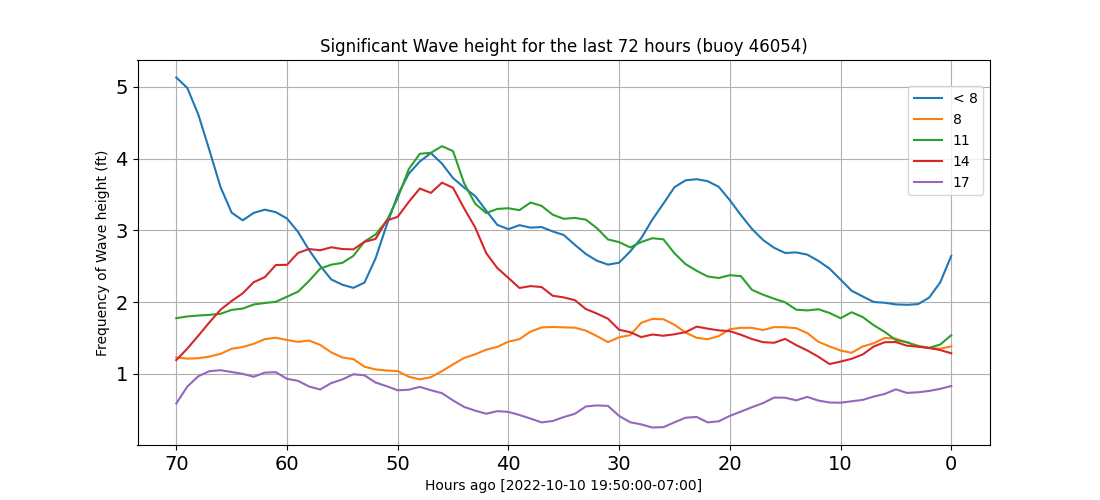 Significant Wave height for the last 72 hours (buoy 46054)
Frequency of Wave height (ft)
5
4
3
2
1
< 8
8
11
14
17
70 60 50 40 30 20 10 0
Hours ago [2022-10-10 19:50:00-07:00]